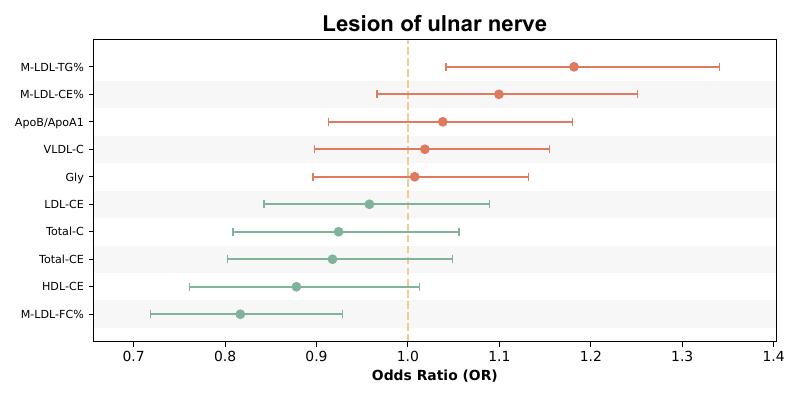 Lesion of ulnar nerve
M-LDL-TG%
M-LDL-CE%
ApoB/ApoA1
VLDL-C
Gly
LDL-CE
Total-C
Total-CE
HDL-CE
M-LDL-FC%
0.7 0.8 0.9 1.0 1.1 1.2 1.3 1.4
Odds Ratio (OR)